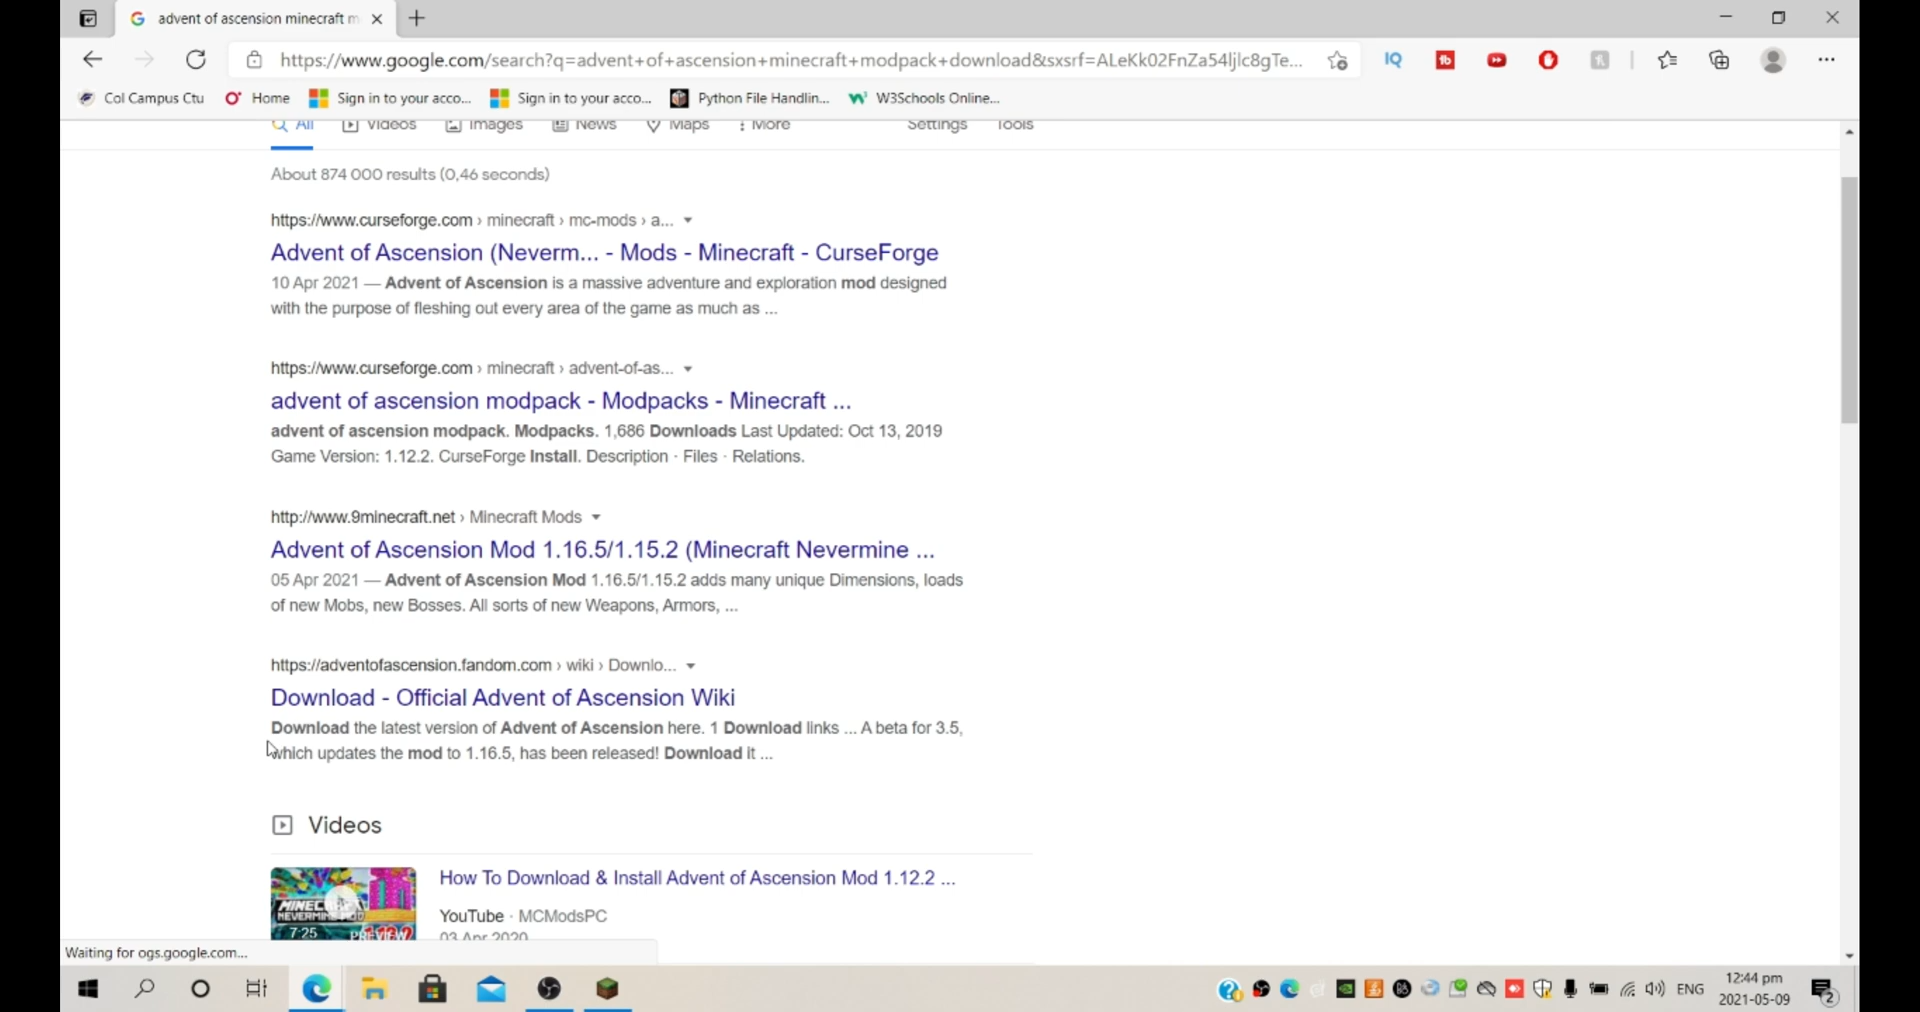 advent of ascension minecraft m
https://www.google.com/search?q=advent+of+ascension+minecraft+modpack+download&sxsrf=ALeKk02FnZa54ljlc8gTe...
IQ
Col Campus Ctu
Home
Sign in to your acco...
Sign in to your acco...
Python File Handlin...
W3Schools Online...
All
Videos
Images
News
Maps
More
Settings
Tools
About 874 000 results (0,46 seconds)
https://www.curseforge.com › minecraft › mc-mods › a...
Advent of Ascension (Neverm... - Mods - Minecraft - CurseForge
10 Apr 2021 — Advent of Ascension is a massive adventure and exploration mod designed
with the purpose of fleshing out every area of the game as much as ...
https://www.curseforge.com › minecraft › advent-of-as...
advent of ascension modpack - Modpacks - Minecraft ...
advent of ascension modpack. Modpacks. 1,686 Downloads Last Updated: Oct 13, 2019
Game Version: 1.12.2. CurseForge Install. Description · Files · Relations.
http://www.9minecraft.net › Minecraft Mods
Advent of Ascension Mod 1.16.5/1.15.2 (Minecraft Nevermine ...
05 Apr 2021 — Advent of Ascension Mod 1.16.5/1.15.2 adds many unique Dimensions, loads
of new Mobs, new Bosses. All sorts of new Weapons, Armors, ...
https://adventofascension.fandom.com › wiki › Downlo...
Download - Official Advent of Ascension Wiki
Download the latest version of Advent of Ascension here. 1 Download links ... A beta for 3.5,
which updates the mod to 1.16.5, has been released! Download it ...
Videos
How To Download & Install Advent of Ascension Mod 1.12.2 ...
MINECRAFT
NEVERMINE MOD
YouTube · MCModsPC
7:25
PREVIEW
03 Apr 2020
Waiting for ogs.google.com...
ENG
12:44 pm
2021-05-09
2